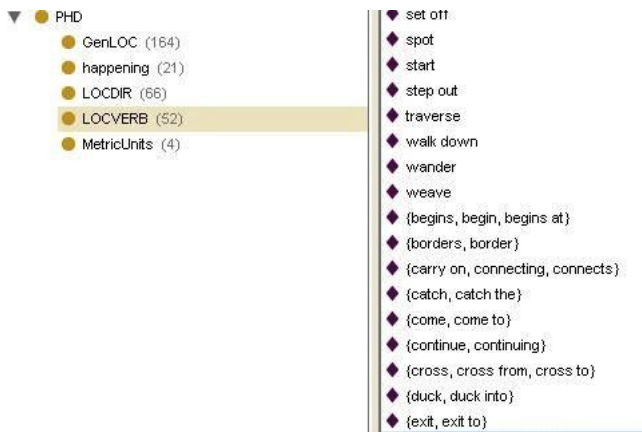 PHD
GenLOC (164)
happening (21)
LOCDIR (66)
LOCVERB (52)
MetricUnits (4)
set off
spot
start
step out
traverse
walk down
wander
weave
{begins, begin, begins at}
{borders, border}
{carry on, connecting, connects}
{catch, catch the}
{come, come to}
{continue, continuing}
{cross, cross from, cross to}
{duck, duck into}
{exit, exit to}